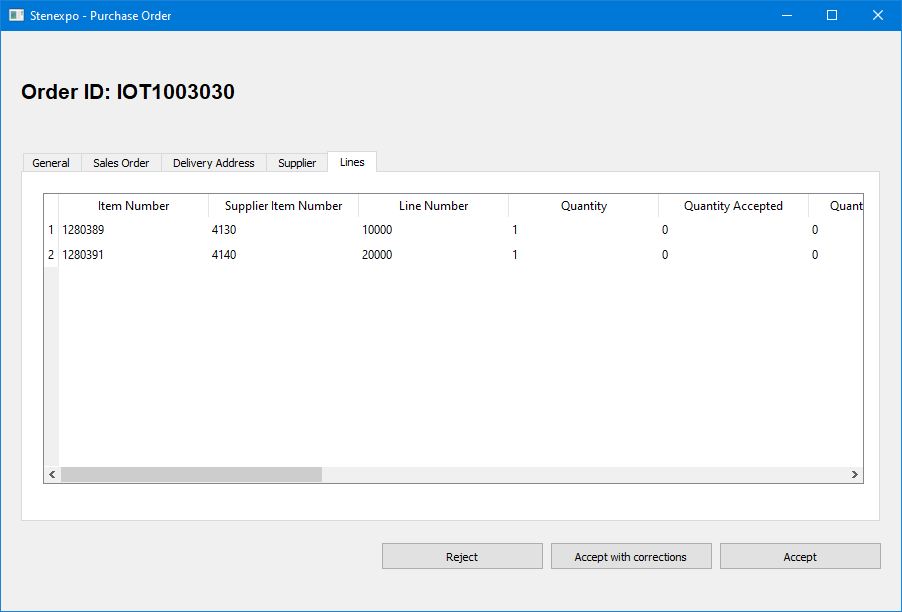 Stenexpo - Purchase Order
Order ID: IOT1003030
General Sales Order Delivery Address Supplier Lines
Item Number Supplier Item Number Line Number Quantity Quantity Accepted Quant
1 1280389 4130 10000 1 0 0
2 1280391 4140 20000 1 0 0
Reject Accept with corrections Accept